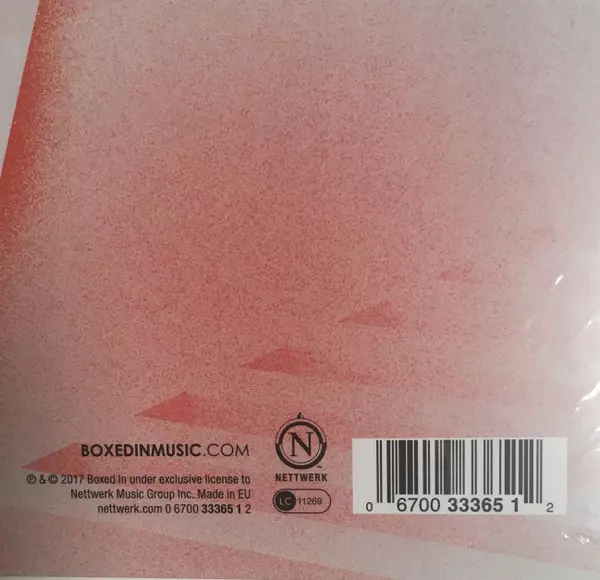 BOXEDINMUSIC.COM
℗ & © 2017 Boxed In under exclusive license to
Nettwerk Music Group Inc. Made in EU
nettwerk.com 0 6700 33365 1 2
N
NETTWERK
LC 11269
0 6700 33365 1 2